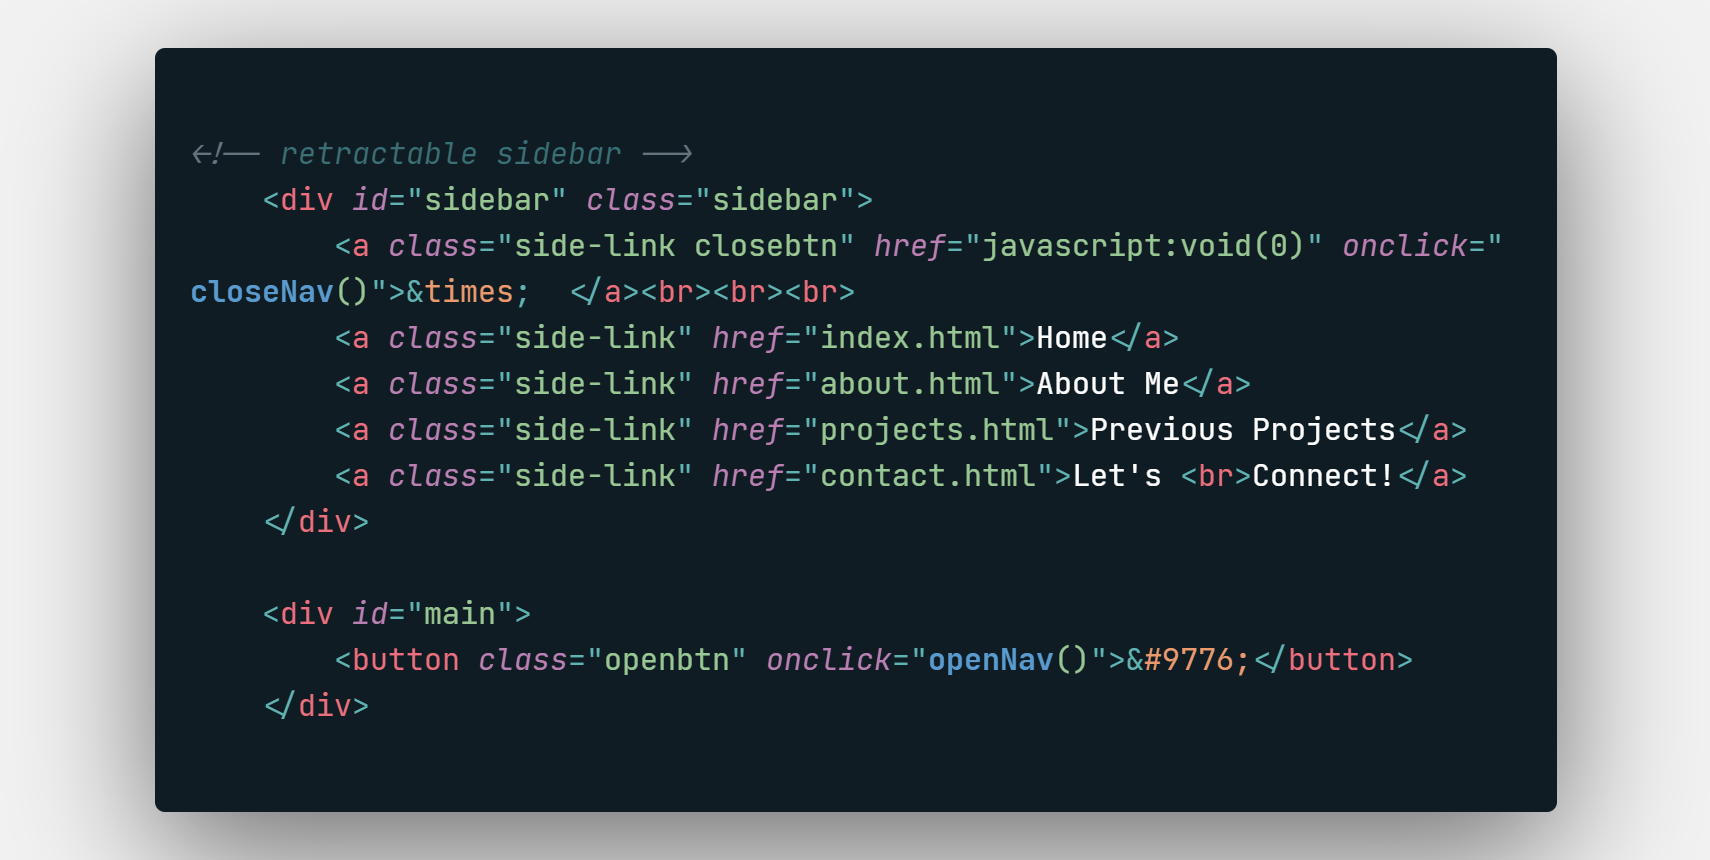 <!-- retractable sidebar -->
<div id="sidebar" class="sidebar">
<a class="side-link closebtn" href="javascript:void(0)" onclick="
closeNav()">&times;  </a><br><br><br>
<a class="side-link" href="index.html">Home</a>
<a class="side-link" href="about.html">About Me</a>
<a class="side-link" href="projects.html">Previous Projects</a>
<a class="side-link" href="contact.html">Let's <br>Connect!</a>
</div>
<div id="main">
<button class="openbtn" onclick="openNav()">&#9776;</button>
</div>